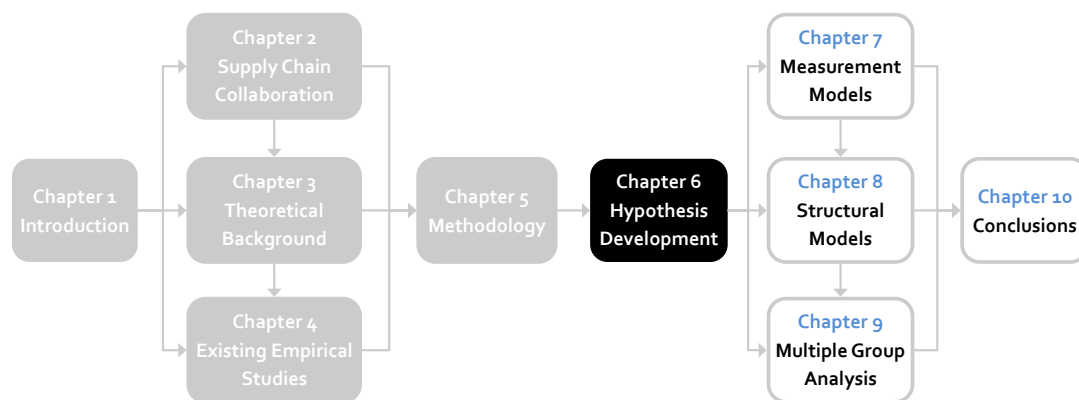 Chapter 1
Introduction
Chapter 2
Supply Chain
Collaboration
Chapter 3
Theoretical
Background
Chapter 4
Existing Empirical
Studies
Chapter 5
Methodology
Chapter 6
Hypothesis
Development
Chapter 7
Measurement
Models
Chapter 8
Structural
Models
Chapter 9
Multiple Group
Analysis
Chapter 10
Conclusions